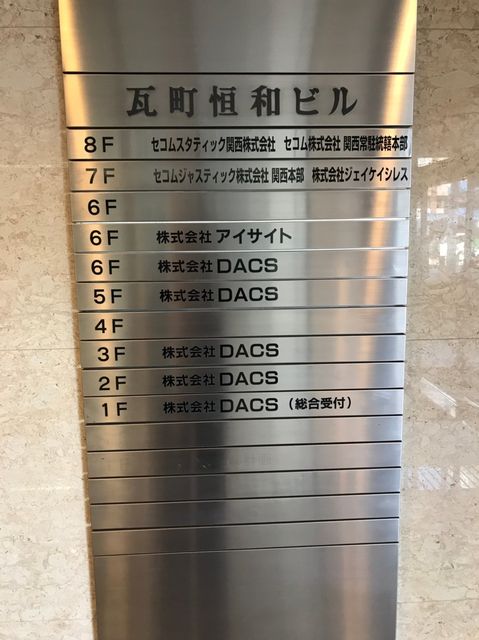 瓦町恒和ビル
8F セコムスタティック関西株式会社 セコム株式会社 関西常駐統轄本部
7F セコムジャスティック株式会社 関西本部 株式会社ジェイケイシレス
6F
6F 株式会社 アイサイト
6F 株式会社 DACS
5F 株式会社 DACS
4F
3F 株式会社 DACS
2F 株式会社 DACS
1F 株式会社 DACS (総合受付)